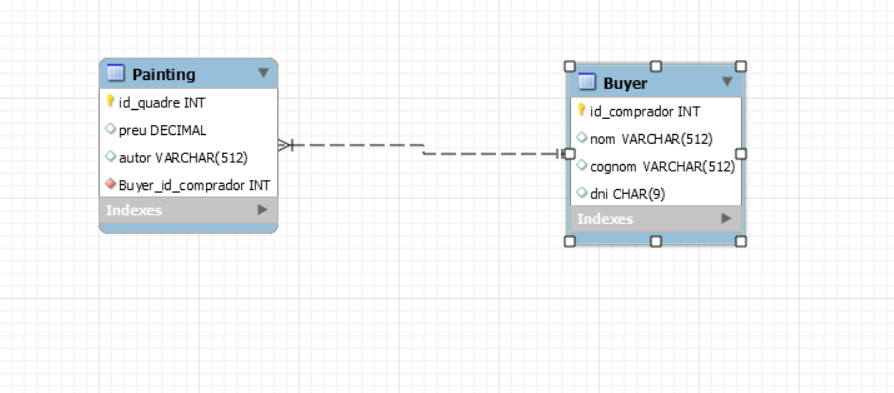 Painting
id_quadre INT
preu DECIMAL
autor VARCHAR(512)
Buyer_id_comprador INT
Indexes
Buyer
id_comprador INT
nom VARCHAR(512)
cognom VARCHAR(512)
dni CHAR(9)
Indexes